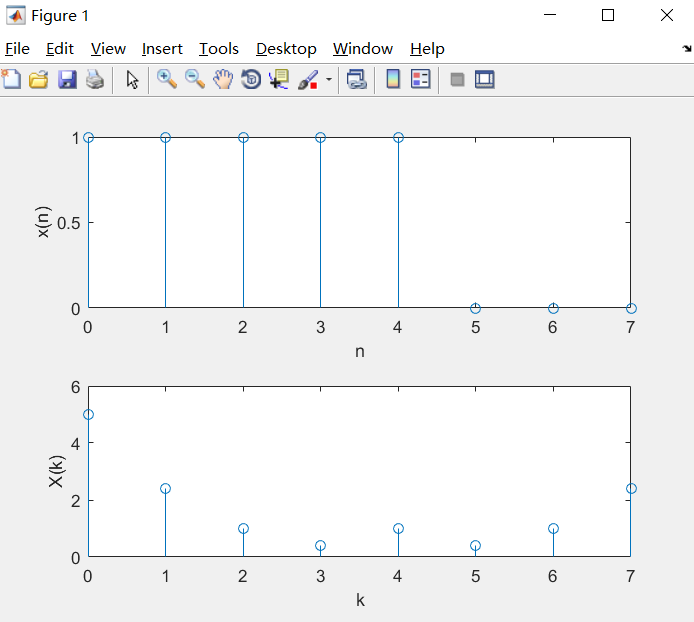 Figure 1
File Edit View Insert Tools Desktop Window Help
1
0.5
0
x(n)
0 1 2 3 4 5 6 7
n
6
4
2
0
X(k)
0 1 2 3 4 5 6 7
k